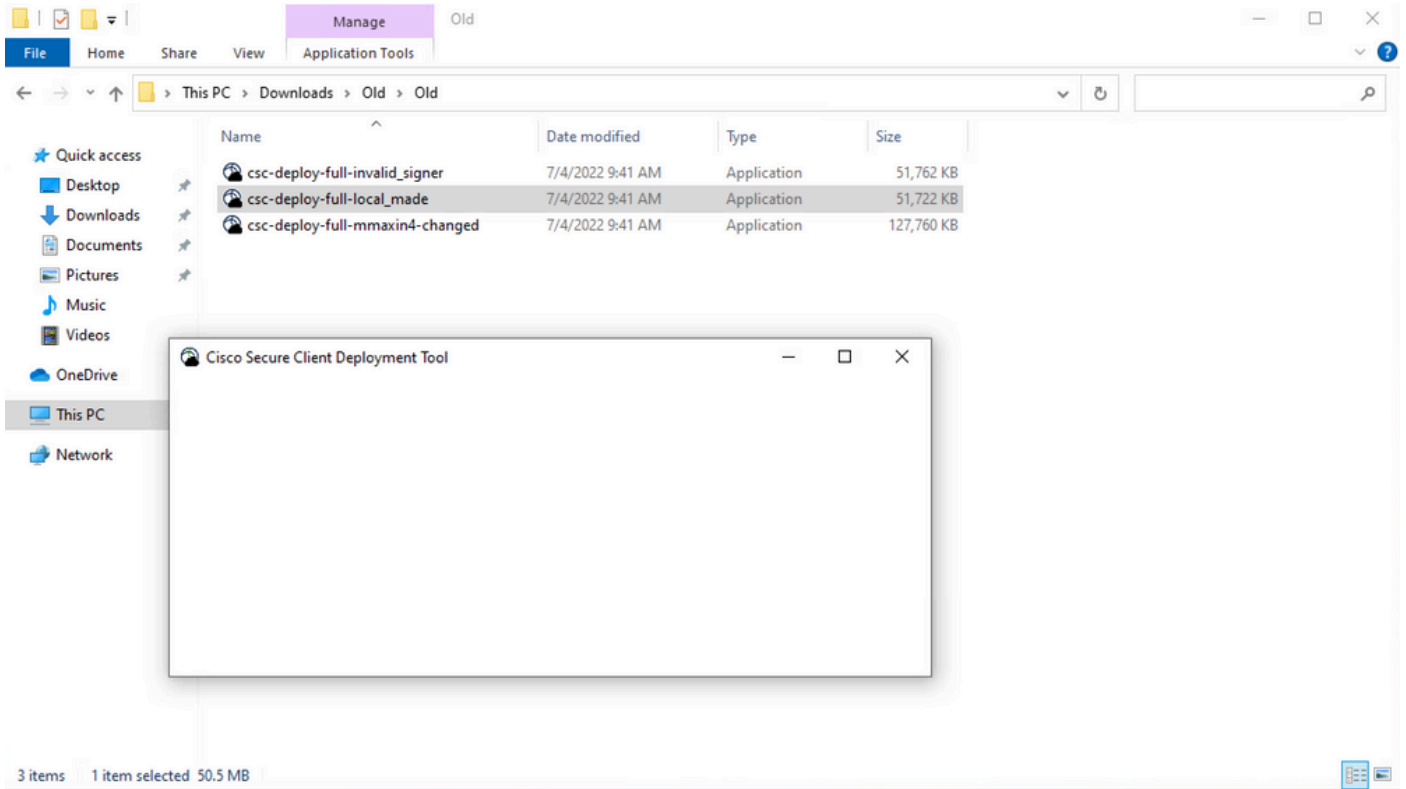 Manage Old
File Home Share View Application Tools
This PC > Downloads > Old > Old
Name Date modified Type Size
Quick access
Desktop
Downloads
Documents
Pictures
Music
Videos
OneDrive
This PC
Network
csc-deploy-full-invalid_signer 7/4/2022 9:41 AM Application 51,762 KB
csc-deploy-full-local_made 7/4/2022 9:41 AM Application 51,722 KB
csc-deploy-full-mmaxin4-changed 7/4/2022 9:41 AM Application 127,760 KB
Cisco Secure Client Deployment Tool
3 items 1 item selected 50.5 MB